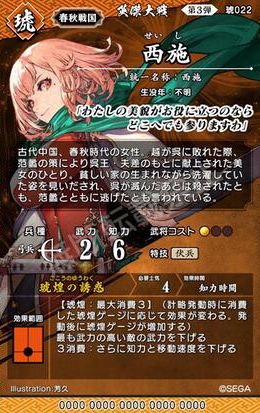 琥
春秋戦国
英傑大戦
第3弾
琥022
せいし
西施
統一名称：西施
生没年：不明
「わたしの美貌がお役に立つのなら
どこへでも参りますわ」
古代中国、春秋時代の女性。越が呉に敗れた際、
范蠡の策により呉王・夫差のもとに献上された美
女のひとり。貧しい家の生まれながら洗濯してい
た姿を見いだされ、呉が滅んだあとは殺されたと
も、范蠡とともに逃げたとも言われている。
兵種
武力
知力
武将コスト
弓兵
2
6
特技
伏兵
ここうのゆうわく
必要士気
効果時間
琥煌の誘惑
4
知力時間
効果範囲
【琥煌：最大消費3】（計略発動時に消費
した琥煌ゲージに応じて効果が変わる。発
動後に琥煌ゲージが増加する）
最も武力の高い敵の武力を下げる
3消費：さらに知力と移動速度を下げる
Illustration:芳久
©SEGA
0000 0000 0000 0000 0000